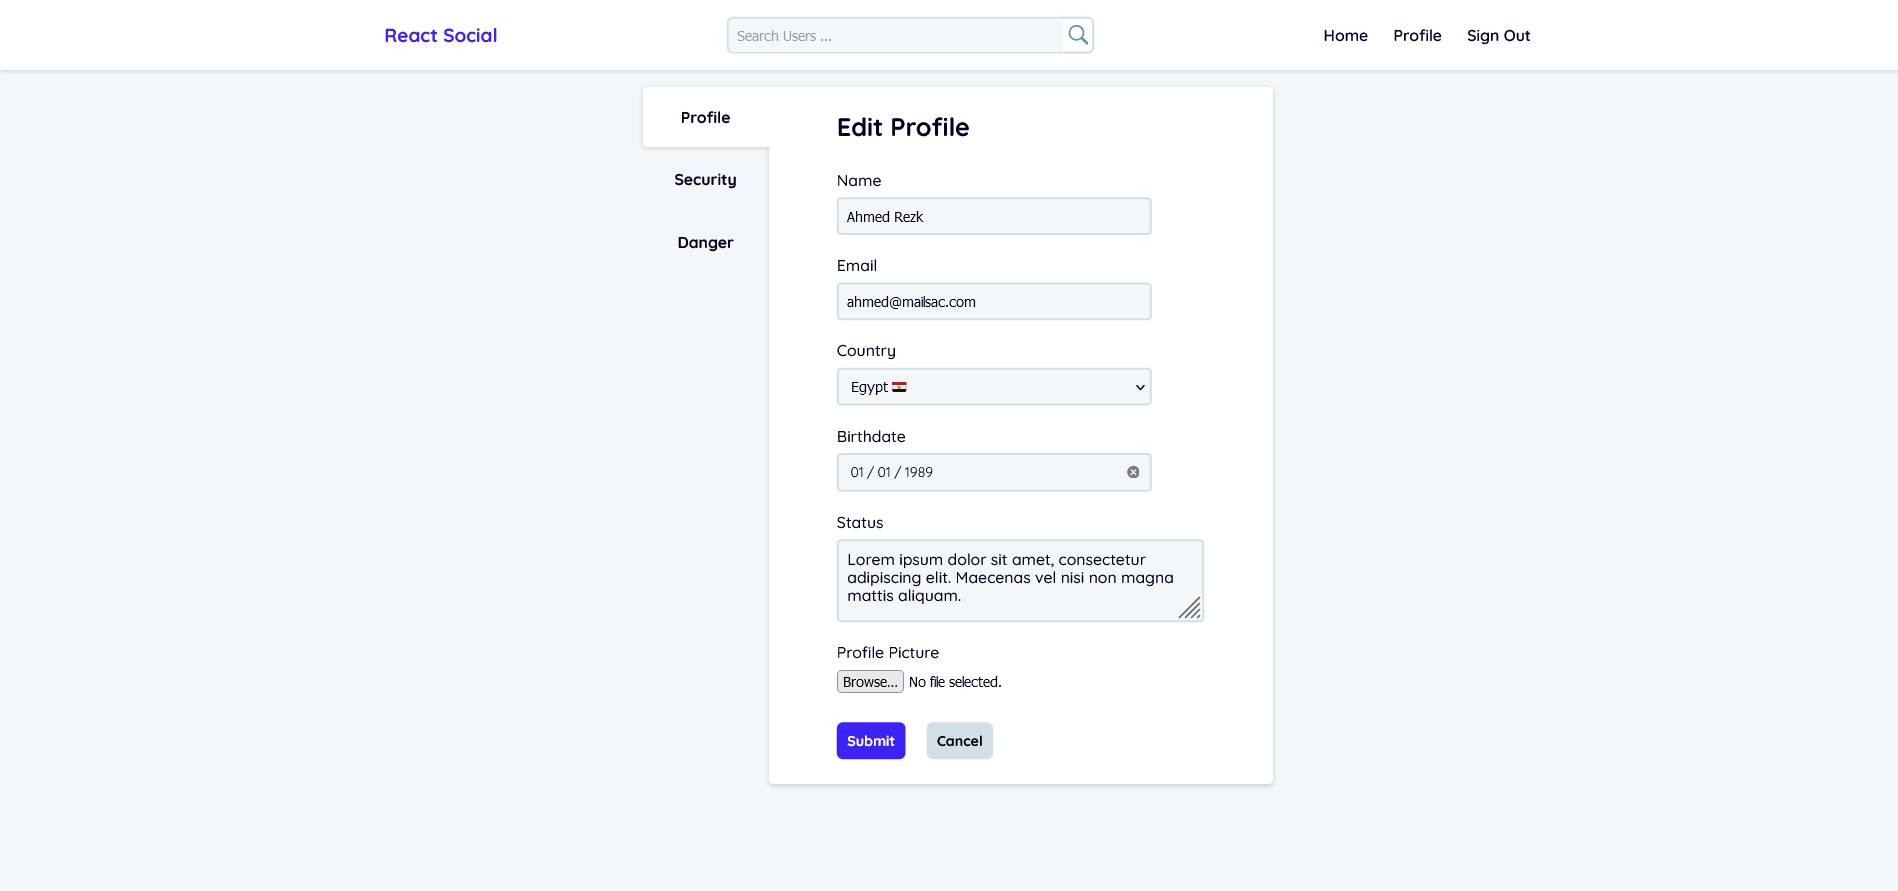 React Social
Search Users ...
Home
Profile
Sign Out
Profile
Security
Danger
Edit Profile
Name
Ahmed Rezk
Email
ahmed@mailsac.com
Country
Egypt
Birthdate
01 / 01 / 1989
Status
Lorem ipsum dolor sit amet, consectetur
adipiscing elit. Maecenas vel nisi non magna
mattis aliquam.
Profile Picture
Browse... No file selected.
Submit
Cancel